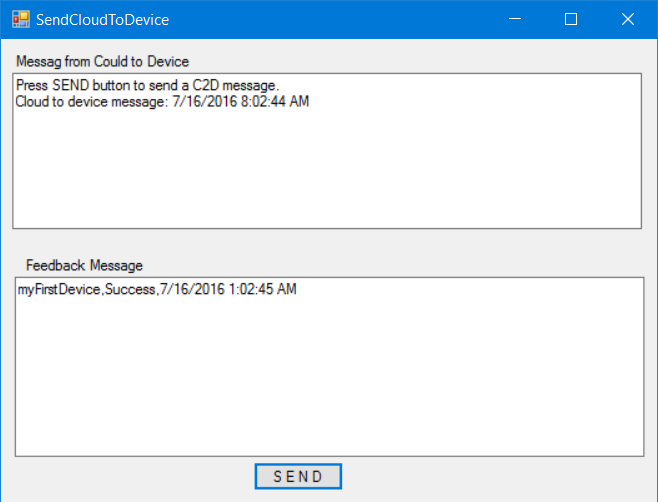 SendCloudToDevice
Messag from Could to Device
Press SEND button to send a C2D message.
Cloud to device message: 7/16/2016 8:02:44 AM
Feedback Message
myFirstDevice,Success,7/16/2016 1:02:45 AM
S E N D